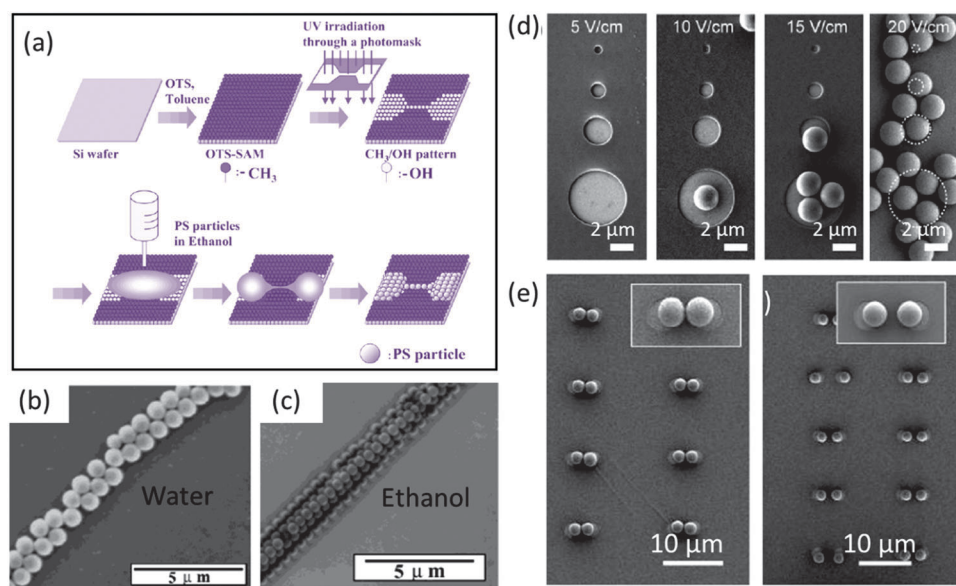 (a)
UV irradiation
through a photomask
OTS,
Toluene
Si wafer
OTS-SAM
:-CH3
CH3/OH pattern
:-OH
PS particles
in Ethanol
:PS particle
(b)
Water
5 μm
(c)
Ethanol
5 μm
(d)
5 V/cm
10 V/cm
15 V/cm
20 V/cm
2 μm
2 μm
2 μm
2 μm
(e)
10 μm
)
10 μm